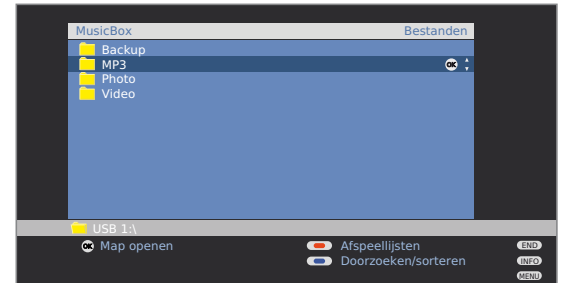 MusicBox Bestanden
Backup
MP3 OK
Photo
Video
USB 1:\
OK Map openen Afspeellijsten END
Doorzoeken/sorteren INFO
MENU